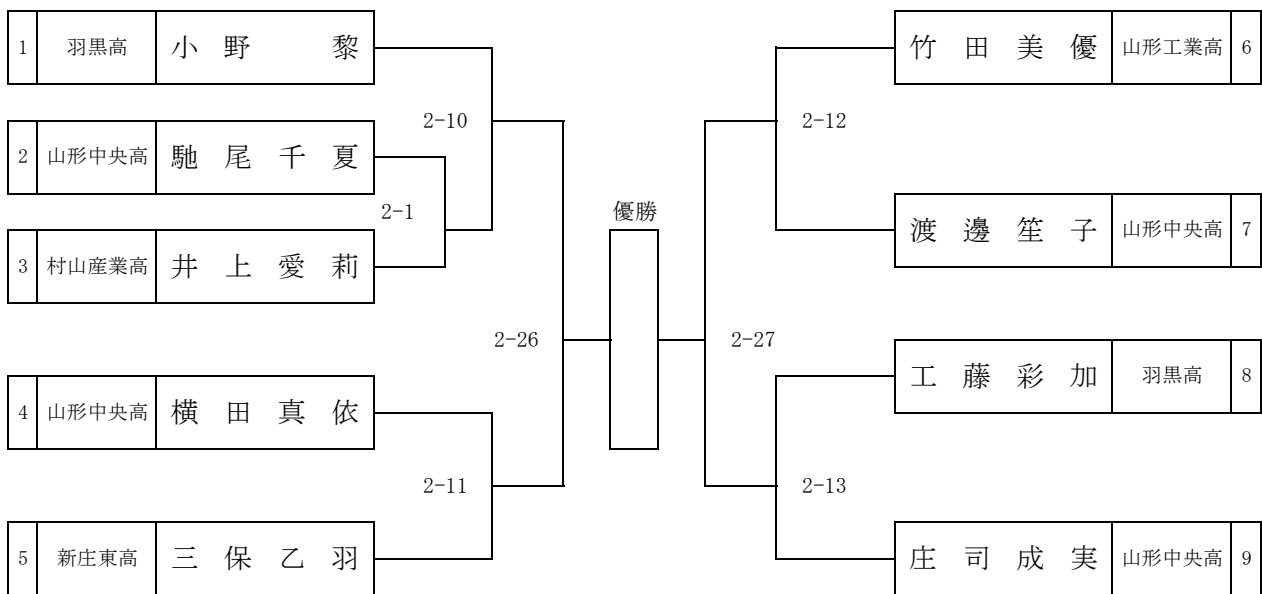 1 羽黒高 小野 黎
2-10
2 山形中央高 馳尾千夏
2-1
3 村山産業高 井上愛莉
2-26
4 山形中央高 横田真依
2-11
5 新庄東高 三保乙羽
優勝
竹田美優 山形工業高 6
2-12
渡邊笙子 山形中央高 7
2-27
工藤彩加 羽黒高 8
2-13
庄司成実 山形中央高 9